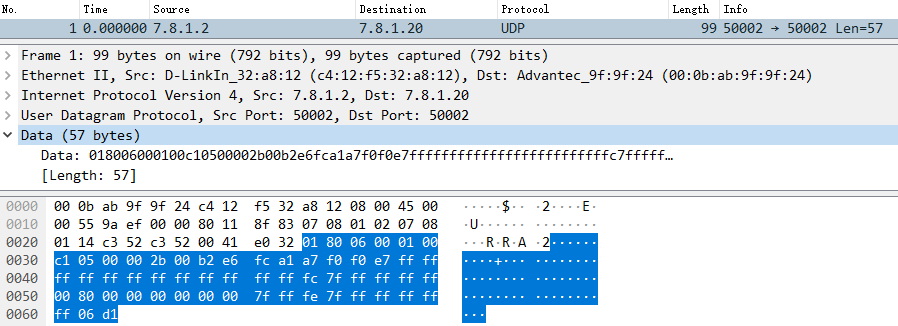 No. Time Source Destination Protocol Length Info
1 0.000000 7.8.1.2 7.8.1.20 UDP 99 50002 → 50002 Len=57
Frame 1: 99 bytes on wire (792 bits), 99 bytes captured (792 bits)
Ethernet II, Src: D-LinkIn_32:a8:12 (c4:12:f5:32:a8:12), Dst: Advantec_9f:9f:24 (00:0b:ab:9f:9f:24)
Internet Protocol Version 4, Src: 7.8.1.2, Dst: 7.8.1.20
User Datagram Protocol, Src Port: 50002, Dst Port: 50002
Data (57 bytes)
Data: 018006000100c10500002b00b2e6fca1a7f0f0e7ffffffffffffffffffffffffffc7fffff…
[Length: 57]
0000 00 0b ab 9f 9f 24 c4 12 f5 32 a8 12 08 00 45 00 ·····$·· ·2····E·
0010 00 55 9a ef 00 00 80 11 8f 83 07 08 01 02 07 08 ·U······ ········
0020 01 14 c3 52 c3 52 00 41 e0 32 01 80 06 00 01 00 ···R·R·A ·2······
0030 c1 05 00 00 2b 00 b2 e6 fc a1 a7 f0 f0 e7 ff ff ····+··· ········
0040 ff ff ff ff ff ff ff ff ff ff ff fc 7f ff ff ff ········ ········
0050 00 80 00 00 00 00 00 00 7f ff ff fe 7f ff ff ff ff ········ ········
0060 ff 06 d1 ···